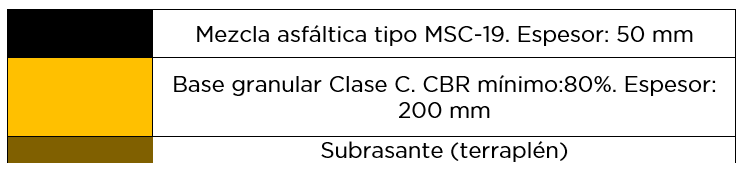 Mezcla asfáltica tipo MSC-19. Espesor: 50 mm
Base granular Clase C. CBR mínimo:80%. Espesor:
200 mm
Subrasante (terraplén)